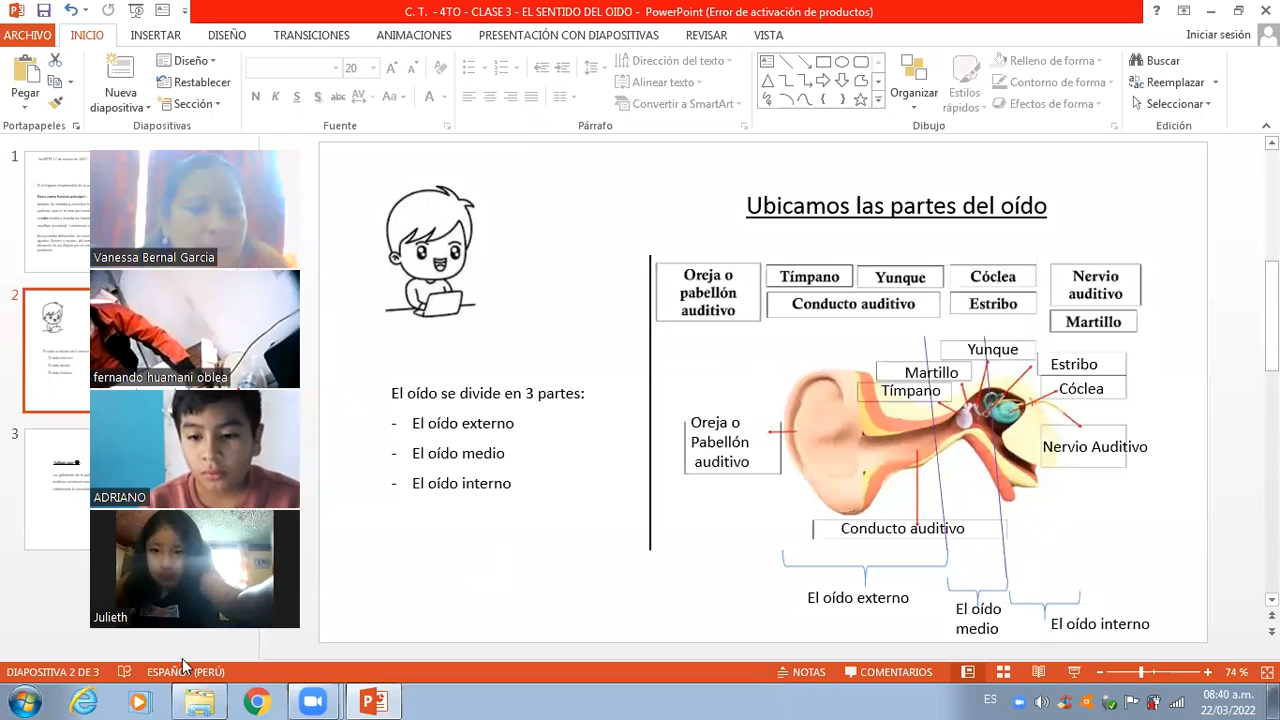 C. T. - 4TO - CLASE 3 - EL SENTIDO DEL OIDO - PowerPoint (Error de activación de productos)
ARCHIVO INICIO INSERTAR DISEÑO TRANSICIONES ANIMACIONES PRESENTACIÓN CON DIAPOSITIVAS REVISAR VISTA Iniciar sesión
Pegar
Nueva
diapositiva
Diseño
Restablecer
Sección
20
N K S S abc AV Aa A
Dirección del texto
Alinear texto
Convertir a SmartArt
Organizar
Estilos
rápidos
Relleno de forma
Contorno de forma
Efectos de forma
Buscar
Reemplazar
Seleccionar
Portapapeles Diapositivas Fuente Párrafo Dibujo Edición
1
2
3
Vanessa Bernal Garcia
fernando huamani oblea
ADRIANO
Julieth
Ubicamos las partes del oído
Oreja o
pabellón
auditivo
Tímpano
Yunque
Cóclea
Nervio
auditivo
Conducto auditivo
Estribo
Martillo
El oído se divide en 3 partes:
- El oído externo
- El oído medio
- El oído interno
Yunque
Martillo
Estribo
Tímpano
Cóclea
Oreja o
Pabellón
auditivo
Nervio Auditivo
Conducto auditivo
El oído externo
El oído
medio
El oído interno
DIAPOSITIVA 2 DE 3 ESPAÑOL (PERÚ) NOTAS COMENTARIOS 74 %
ES
08:40 a.m.
22/03/2022